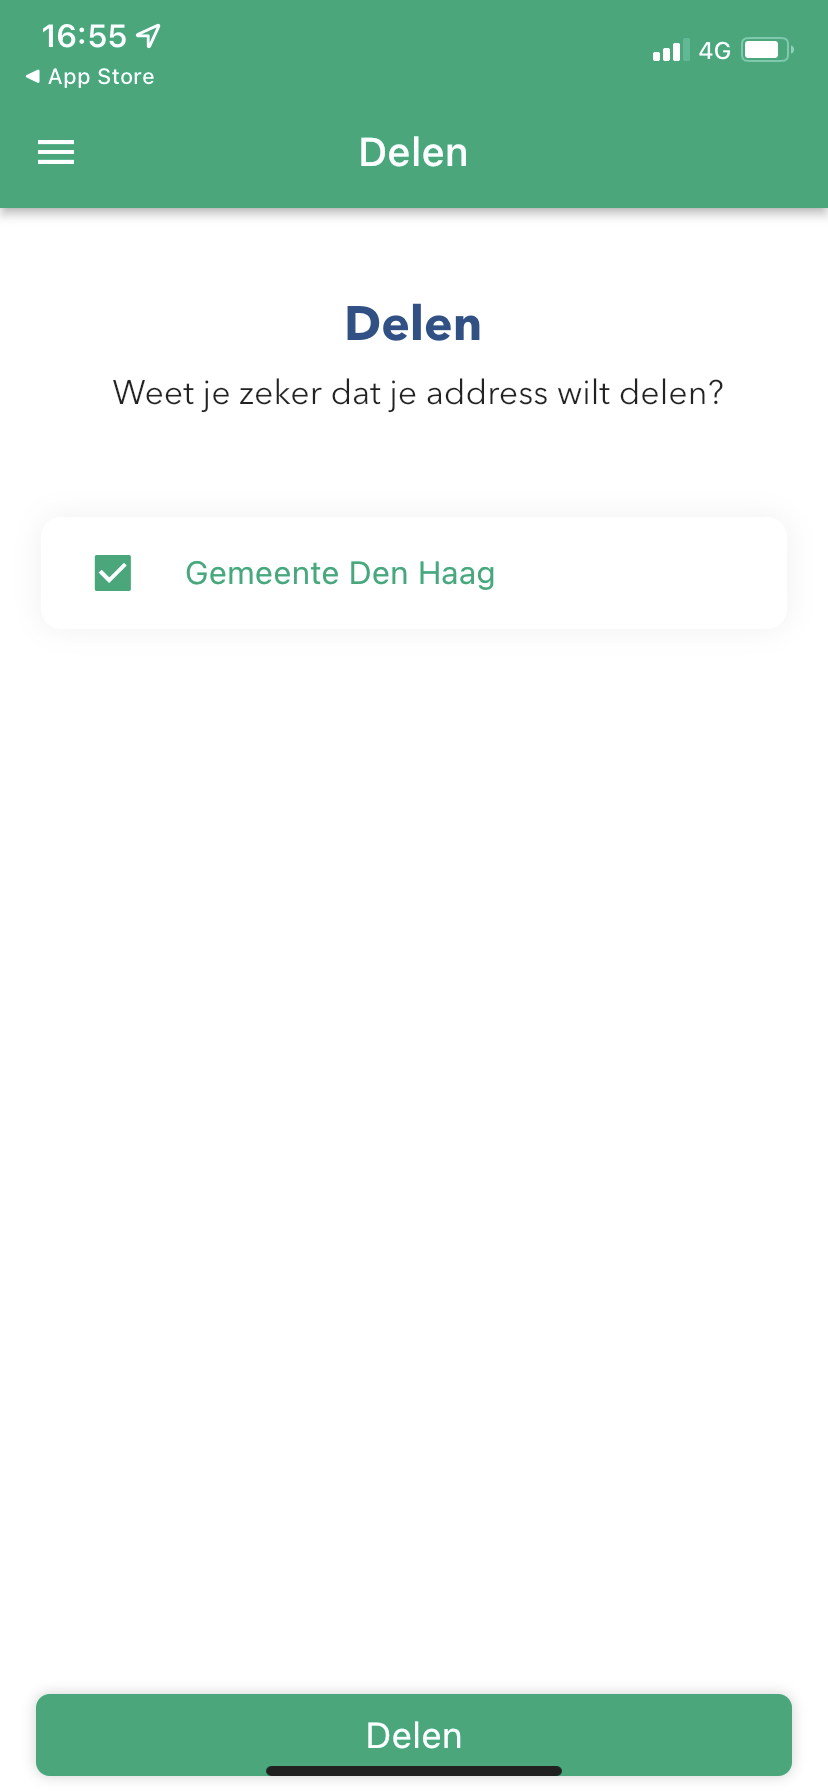 16:55
4G
App Store
Delen
Delen
Weet je zeker dat je address wilt delen?
Gemeente Den Haag
Delen